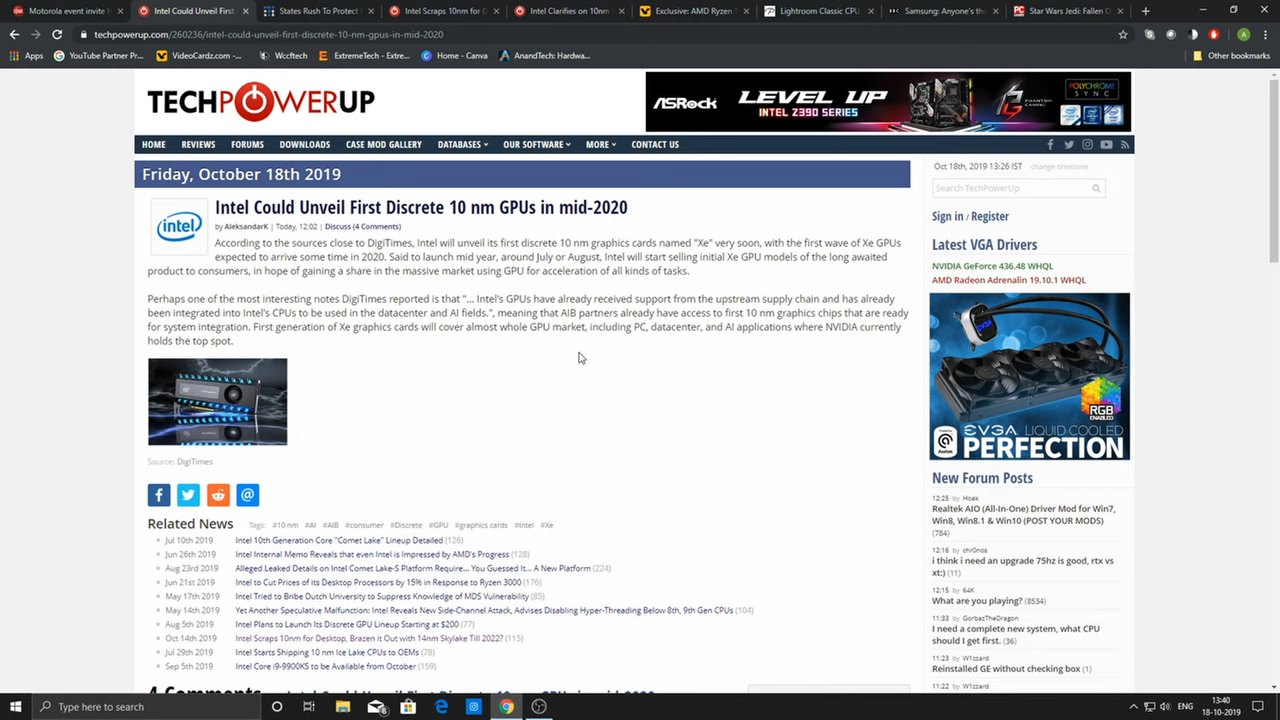 Motorola event invite hi
Intel Could Unveil First
States Rush To Protect
Intel Scraps 10nm for D
Intel Clarifies on 10nm
Exclusive: AMD Ryzen T
Lightroom Classic CPU
Samsung: Anyone's thu
Star Wars Jedi: Fallen O
techpowerup.com/260236/intel-could-unveil-first-discrete-10-nm-gpus-in-mid-2020
Apps
YouTube Partner Pr...
VideoCardz.com -...
Wccftech
ExtremeTech - Extre...
Home - Canva
AnandTech: Hardwa...
Other bookmarks
TECHPOWERUP
ASRock
LEVEL UP
INTEL Z390 SERIES
PHANTOM GAMING
POLYCHROME SYNC
HOME REVIEWS FORUMS DOWNLOADS CASE MOD GALLERY DATABASES OUR SOFTWARE MORE CONTACT US
Friday, October 18th 2019
intel
Intel Could Unveil First Discrete 10 nm GPUs in mid-2020
by AleksandarK | Today, 12:02 | Discuss (4 Comments)
According to the sources close to DigiTimes, Intel will unveil its first discrete 10 nm graphics cards named "Xe" very soon, with the first wave of Xe GPUs
expected to arrive some time in 2020. Said to launch mid year, around July or August, Intel will start selling initial Xe GPU models of the long awaited
product to consumers, in hope of gaining a share in the massive market using GPU for acceleration of all kinds of tasks.
Perhaps one of the most interesting notes DigiTimes reported is that "... Intel's GPUs have already received support from the upstream supply chain and has already
been integrated into Intel's CPUs to be used in the datacenter and AI fields.", meaning that AIB partners already have access to first 10 nm graphics chips that are ready
for system integration. First generation of Xe graphics cards will cover almost whole GPU market, including PC, datacenter, and AI applications where NVIDIA currently
holds the top spot.
Source: DigiTimes
Related News
Tags: #10 nm #AI #AIB #consumer #Discrete #GPU #graphics cards #Intel #Xe
Jul 10th 2019 Intel 10th Generation Core "Comet Lake" Lineup Detailed (126)
Jun 26th 2019 Intel Internal Memo Reveals that even Intel is Impressed by AMD's Progress (128)
Aug 23rd 2019 Alleged Leaked Details on Intel Comet Lake-S Platform Require... You Guessed It... A New Platform (224)
Jun 21st 2019 Intel to Cut Prices of its Desktop Processors by 15% in Response to Ryzen 3000 (176)
May 17th 2019 Intel Tried to Bribe Dutch University to Suppress Knowledge of MDS Vulnerability (85)
May 14th 2019 Yet Another Speculative Malfunction: Intel Reveals New Side-Channel Attack, Advises Disabling Hyper-Threading Below 8th, 9th Gen CPUs (104)
Aug 5th 2019 Intel Plans to Launch Its Discrete GPU Lineup Starting at $200 (77)
Oct 14th 2019 Intel Scraps 10nm for Desktop, Brazen it Out with 14nm Skylake Till 2022? (115)
Jul 29th 2019 Intel Starts Shipping 10 nm Ice Lake CPUs to OEMs (78)
Sep 5th 2019 Intel Core i9-9900KS to be Available from October (159)
Oct 18th, 2019 13:26 IST change timezone
Search TechPowerUp
Sign in / Register
Latest VGA Drivers
NVIDIA GeForce 436.48 WHQL
AMD Radeon Adrenalin 19.10.1 WHQL
RGB ENABLED
EVGA LIQUID COOLED
PERFECTION
New Forum Posts
12:25 by Hoak
Realtek AIO (All-In-One) Driver Mod for Win7,
Win8, Win8.1 & Win10 (POST YOUR MODS)
(784)
12:16 by chr0nos
i think i need an upgrade 75hz is good, rtx vs
xt:) (11)
12:15 by 64K
What are you playing? (8534)
11:33 by GorbazTheDragon
I need a complete new system, what CPU
should I get first. (36)
11:23 by W1zzard
Reinstalled GE without checking box (1)
11:22 by W1zzard
Type here to search
ENG
13:40
18-10-2019